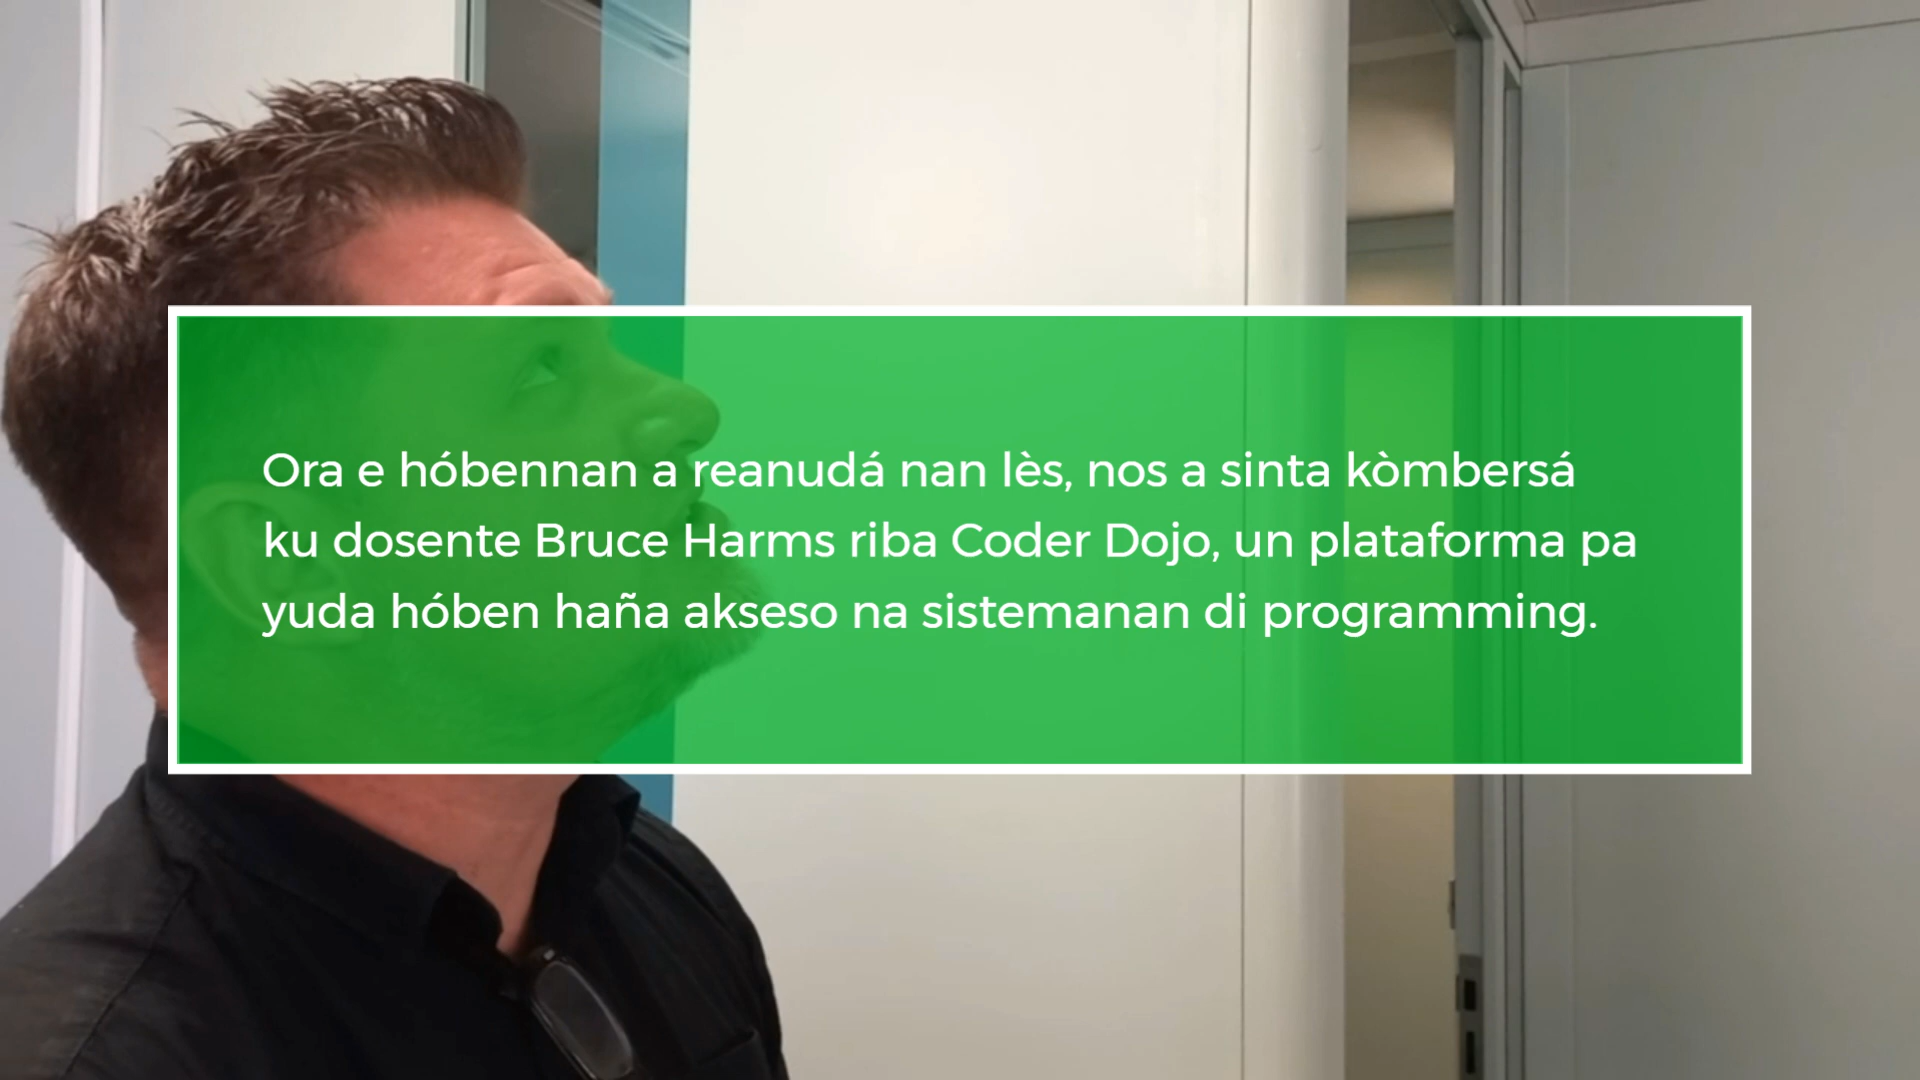 Ora e hóbennan a reanudá nan lès, nos a sinta kòmbersá
ku dosente Bruce Harms riba Coder Dojo, un plataforma pa
yuda hóben haña akseso na sistemanan di programming.